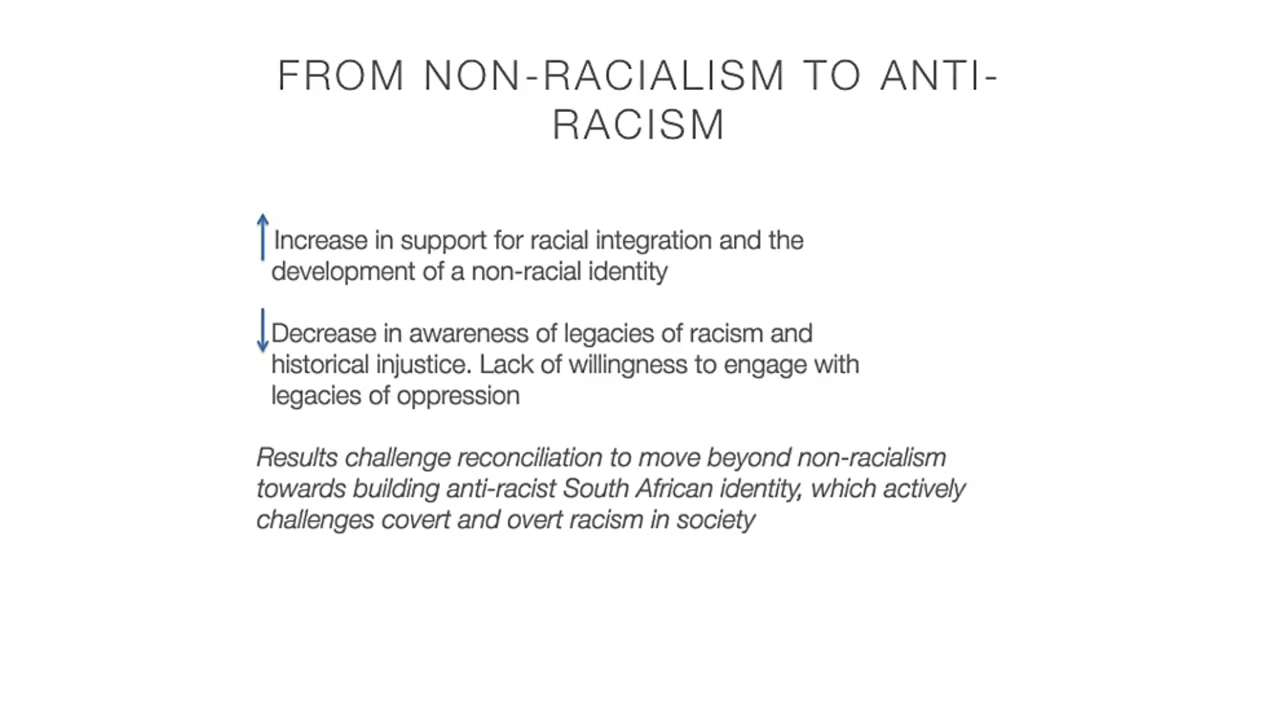 FROM NON-RACIALISM TO ANTI-
RACISM
Increase in support for racial integration and the
development of a non-racial identity
Decrease in awareness of legacies of racism and
historical injustice. Lack of willingness to engage with
legacies of oppression
Results challenge reconciliation to move beyond non-racialism
towards building anti-racist South African identity, which actively
challenges covert and overt racism in society